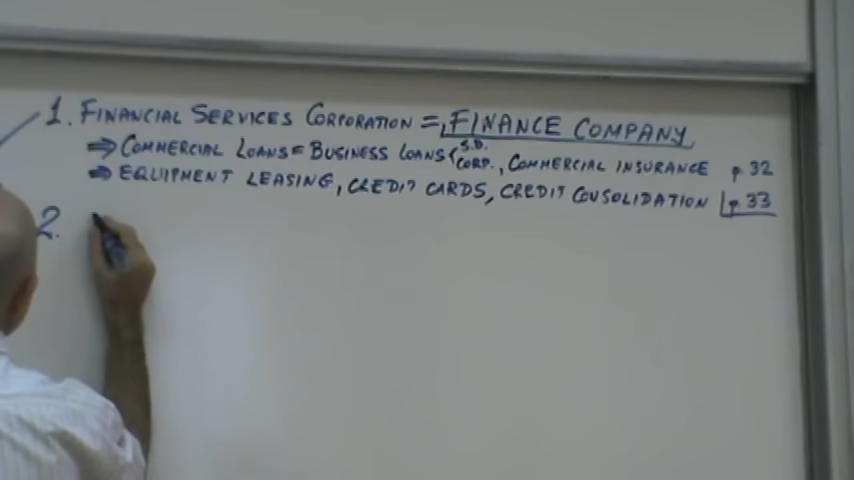 1. FINANCIAL SERVICES CORPORATION = FINANCE COMPANY
⇒ COMMERCIAL LOANS = BUSINESS LOANS { S.D. CORP., COMMERCIAL INSURANCE p. 32
⇒ EQUIPMENT LEASING, CREDIT CARDS, CREDIT COUSOLIDATION p. 33
2.